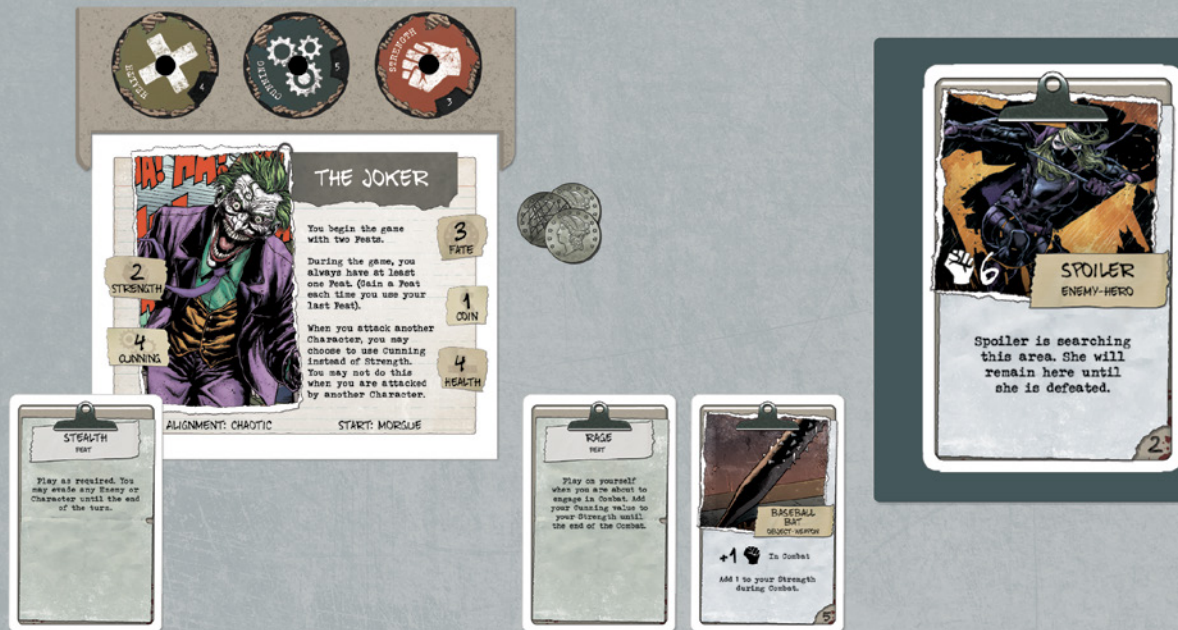 HEALTH
4
CUNNING
5
STRENGTH
3
HA! HA!
THE JOKER
You begin the game
with two Feats.
During the game, you
always have at least
one Feat. (Gain a Feat
each time you use your
last Feat).
When you attack another
Character, you may
choose to use Cunning
instead of Strength.
You may not do this
when you are attacked
by another Character.
2
STRENGTH
4
CUNNING
3
FATE
1
COIN
4
HEALTH
ALIGNMENT: CHAOTIC
START: MORGUE
STEALTH
FEAT
Play as required. You
may evade any Enemy or
Character until the end
of the turn.
RAGE
FEAT
Play on yourself
when you are about to
engage in Combat. Add
your Cunning value to
your Strength until
the end of the Combat.
BASEBALL
BAT
OBJECT-WEAPON
+1 In Combat
Add 1 to your Strength
during Combat.
5
6
SPOILER
ENEMY-HERO
Spoiler is searching
this area. She will
remain here until
she is defeated.
2